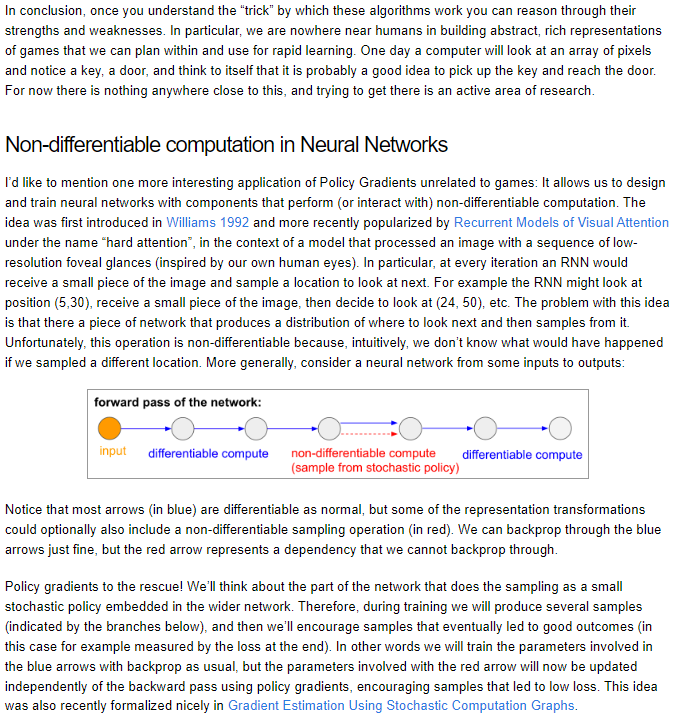 In conclusion, once you understand the “trick” by which these algorithms work you can reason through their
strengths and weaknesses. In particular, we are nowhere near humans in building abstract, rich representations
of games that we can plan within and use for rapid learning. One day a computer will look at an array of pixels
and notice a key, a door, and think to itself that it is probably a good idea to pick up the key and reach the door.
For now there is nothing anywhere close to this, and trying to get there is an active area of research.
Non-differentiable computation in Neural Networks
I’d like to mention one more interesting application of Policy Gradients unrelated to games: It allows us to design
and train neural networks with components that perform (or interact with) non-differentiable computation. The
idea was first introduced in Williams 1992 and more recently popularized by Recurrent Models of Visual Attention
under the name “hard attention”, in the context of a model that processed an image with a sequence of low-
resolution foveal glances (inspired by our own human eyes). In particular, at every iteration an RNN would
receive a small piece of the image and sample a location to look at next. For example the RNN might look at
position (5,30), receive a small piece of the image, then decide to look at (24, 50), etc. The problem with this idea
is that there a piece of network that produces a distribution of where to look next and then samples from it.
Unfortunately, this operation is non-differentiable because, intuitively, we don’t know what would have happened
if we sampled a different location. More generally, consider a neural network from some inputs to outputs:
forward pass of the network:
input
differentiable compute
non-differentiable compute
(sample from stochastic policy)
differentiable compute
Notice that most arrows (in blue) are differentiable as normal, but some of the representation transformations
could optionally also include a non-differentiable sampling operation (in red). We can backprop through the blue
arrows just fine, but the red arrow represents a dependency that we cannot backprop through.
Policy gradients to the rescue! We’ll think about the part of the network that does the sampling as a small
stochastic policy embedded in the wider network. Therefore, during training we will produce several samples
(indicated by the branches below), and then we’ll encourage samples that eventually led to good outcomes (in
this case for example measured by the loss at the end). In other words we will train the parameters involved in
the blue arrows with backprop as usual, but the parameters involved with the red arrow will now be updated
independently of the backward pass using policy gradients, encouraging samples that led to low loss. This idea
was also recently formalized nicely in Gradient Estimation Using Stochastic Computation Graphs.